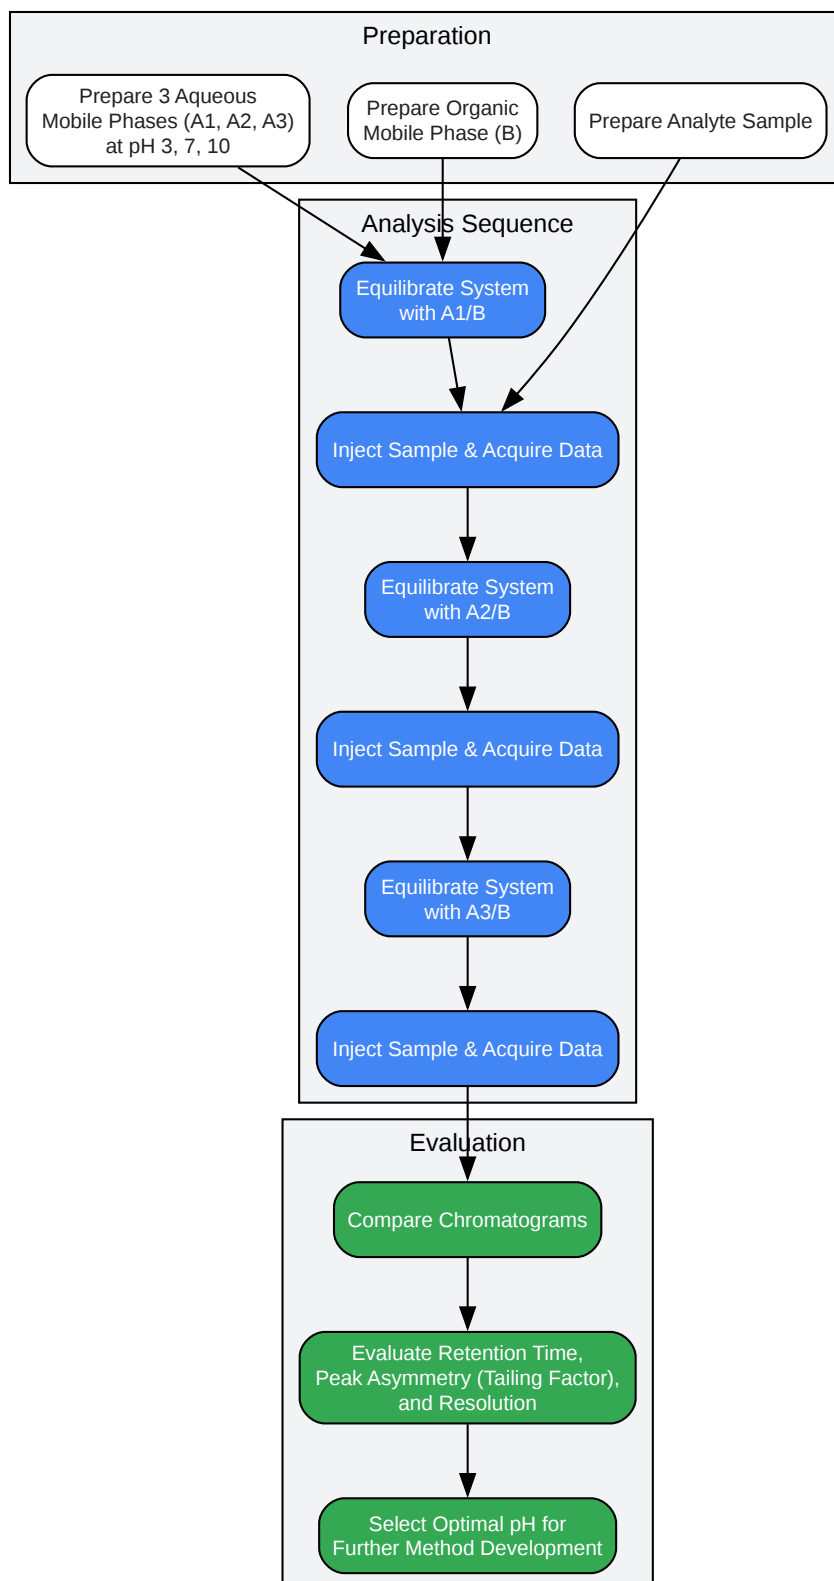 Preparation
Prepare 3 Aqueous
Mobile Phases (A1, A2, A3)
at pH 3, 7, 10
Prepare Organic
Mobile Phase (B)
Prepare Analyte Sample
Analysis Sequence
Equilibrate System
with A1/B
Inject Sample & Acquire Data
Equilibrate System
with A2/B
Inject Sample & Acquire Data
Equilibrate System
with A3/B
Inject Sample & Acquire Data
Evaluation
Compare Chromatograms
Evaluate Retention Time,
Peak Asymmetry (Tailing Factor),
and Resolution
Select Optimal pH for
Further Method Development